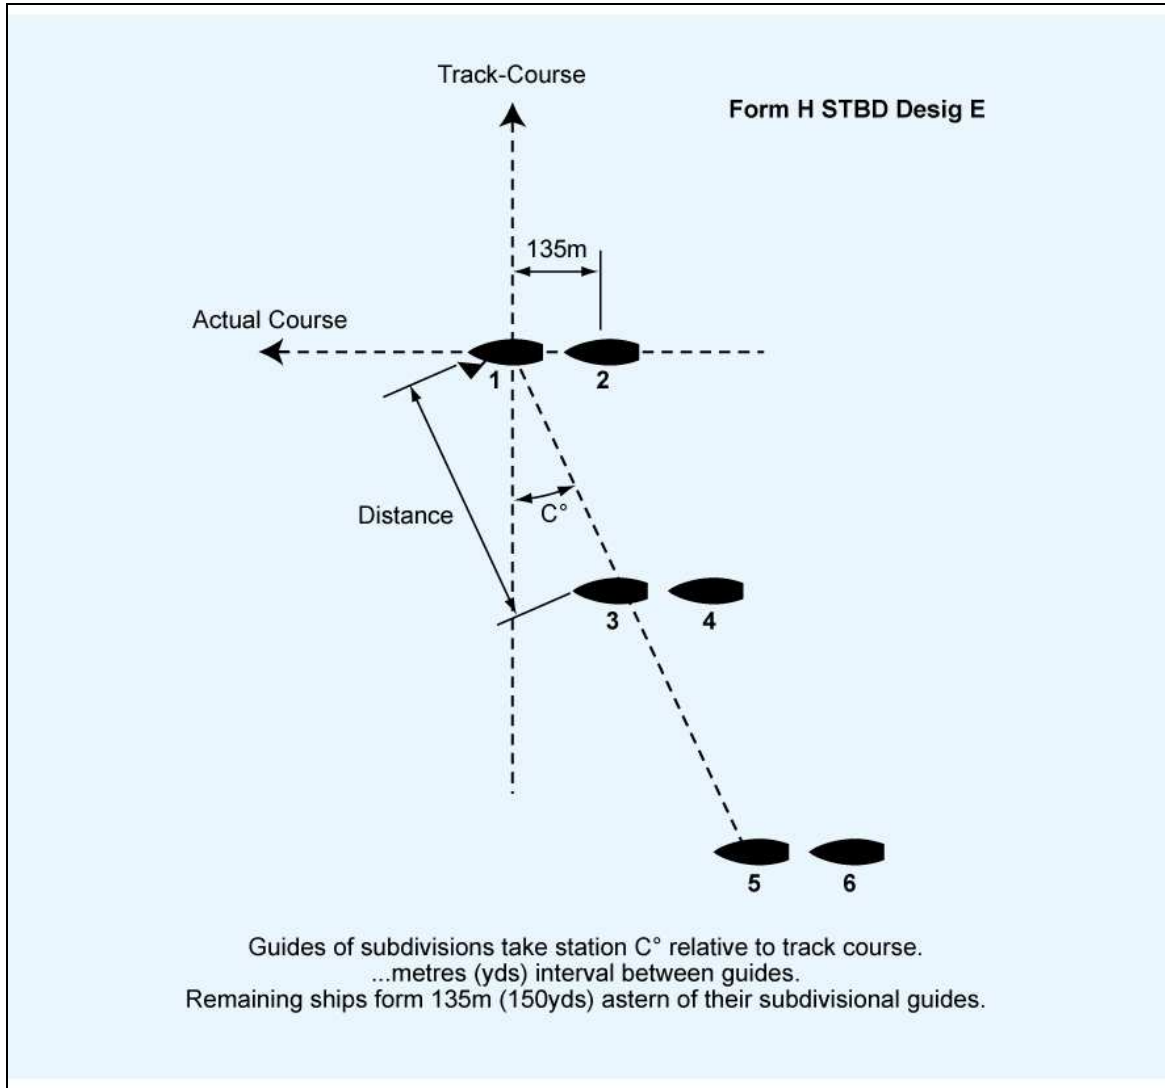 Track-Course
Form H STBD Desig E
135m
Actual Course
1
2
Distance
C°
3
4
5
6
Guides of subdivisions take station C° relative to track course.
...metres (yds) interval between guides.
Remaining ships form 135m (150yds) astern of their subdivisional guides.